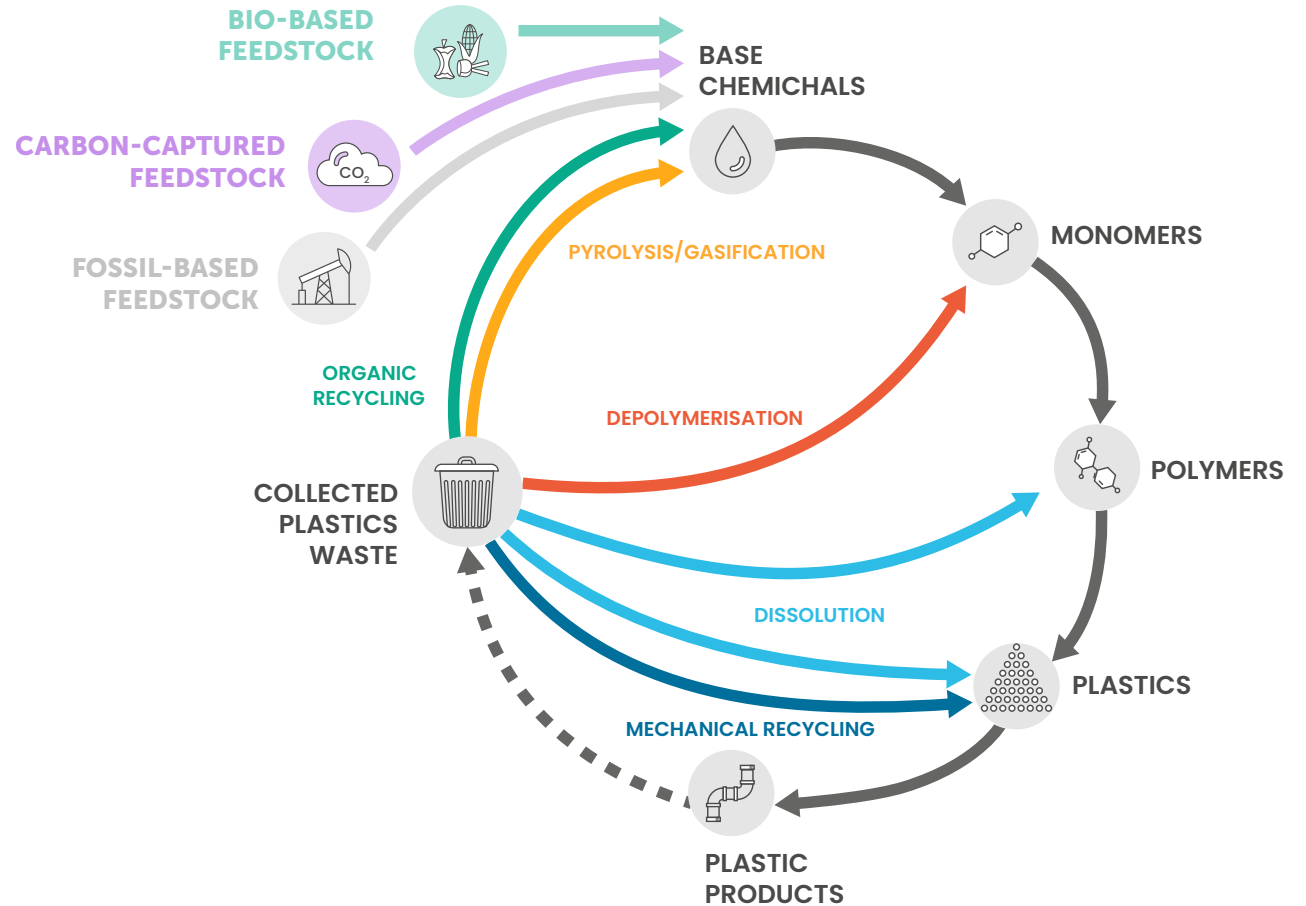 BIO-BASED
FEEDSTOCK
BASE
CHEMICHALS
CARBON-CAPTURED
FEEDSTOCK
CO₂
FOSSIL-BASED
FEEDSTOCK
MONOMERS
PYROLYSIS/GASIFICATION
ORGANIC
RECYCLING
DEPOLYMERISATION
COLLECTED
PLASTICS
WASTE
POLYMERS
DISSOLUTION
PLASTICS
MECHANICAL RECYCLING
PLASTIC
PRODUCTS